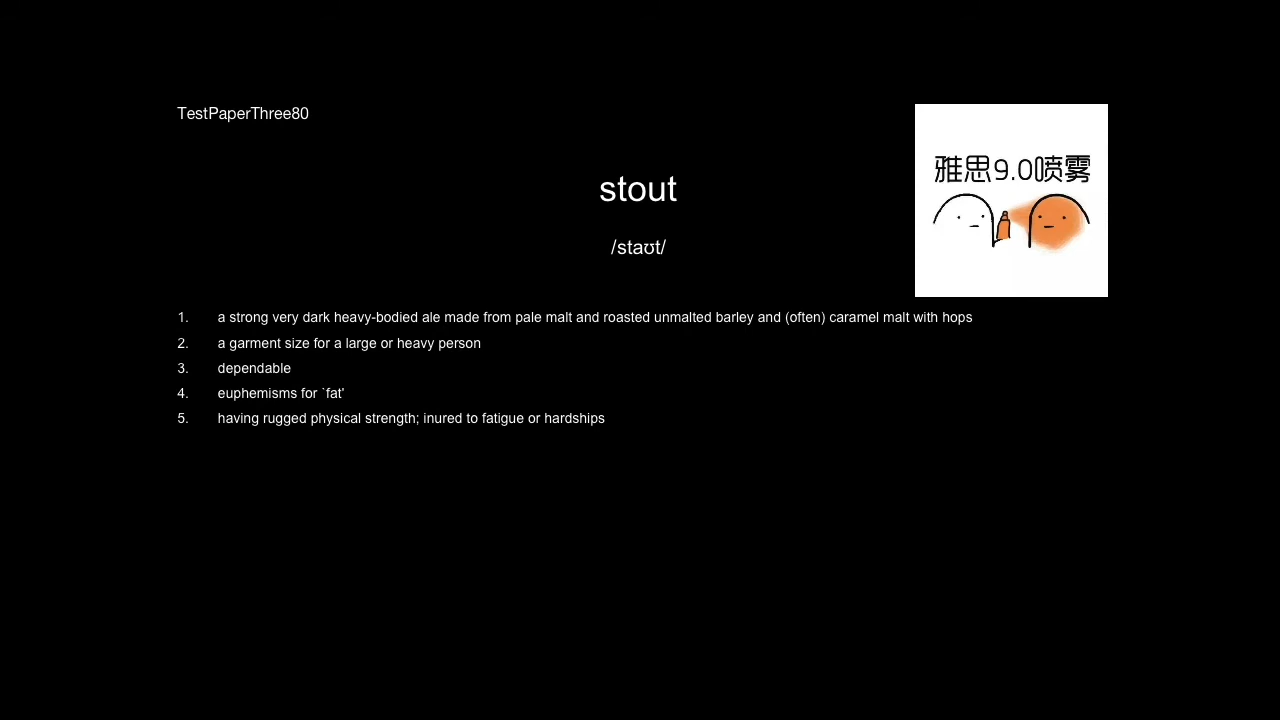 TestPaperThree80
雅思9.0喷雾
stout
/staʊt/
1. a strong very dark heavy-bodied ale made from pale malt and roasted unmalted barley and (often) caramel malt with hops
2. a garment size for a large or heavy person
3. dependable
4. euphemisms for `fat'
5. having rugged physical strength; inured to fatigue or hardships